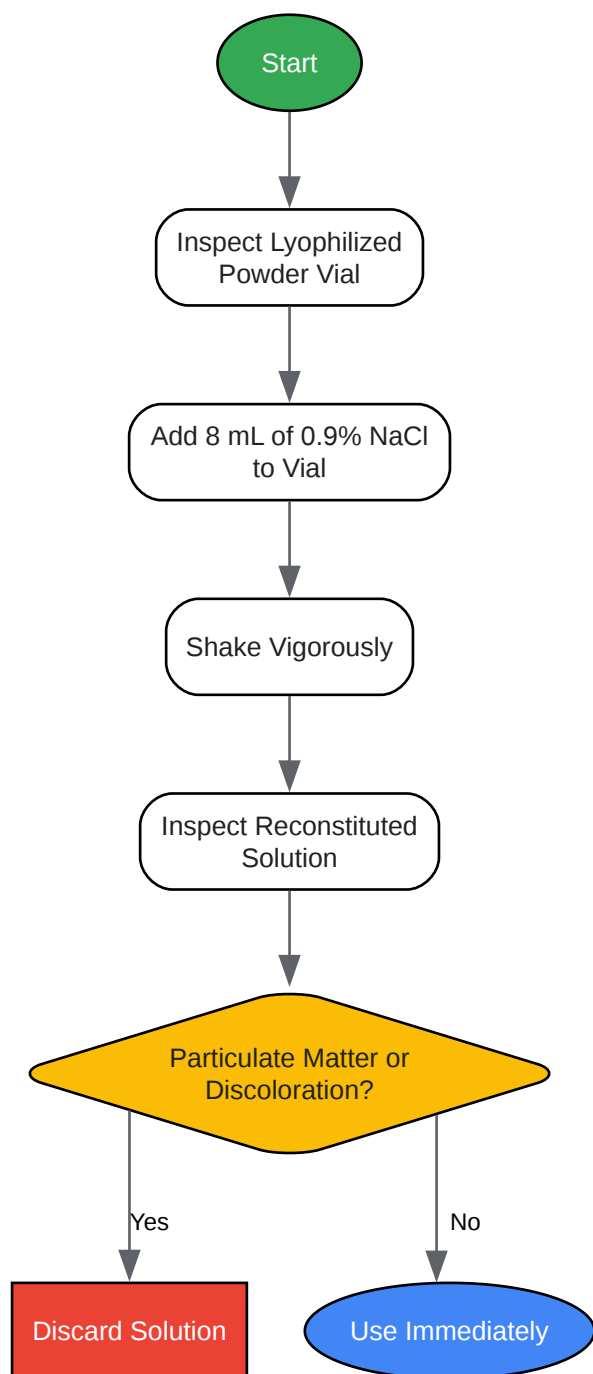 Start
Inspect Lyophilized
Powder Vial
Add 8 mL of 0.9% NaCl
to Vial
Shake Vigorously
Inspect Reconstituted
Solution
Particulate Matter or
Discoloration?
Yes
No
Discard Solution
Use Immediately